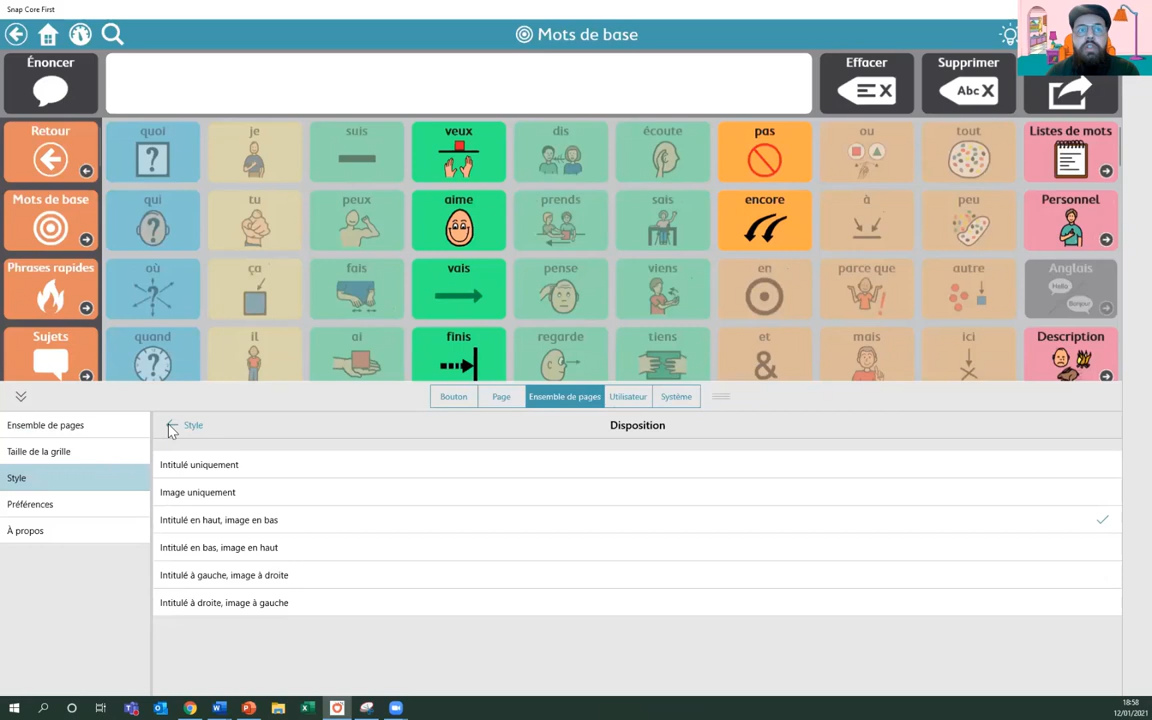 Snap Core First
Mots de base
Énoncer
Effacer
Supprimer
Abc X
Retour
quoi
je
suis
veux
dis
écoute
pas
ou
tout
Listes de mots
Mots de base
qui
tu
peux
aime
prends
sais
encore
à
peu
Personnel
Phrases rapides
où
ça
fais
vais
pense
viens
en
parce que
autre
Anglais
Hello
Bonjour
Sujets
quand
il
ai
finis
regarde
tiens
et
mais
ici
Description
&
Bouton
Page
Ensemble de pages
Utilisateur
Système
Ensemble de pages
Taille de la grille
Style
Préférences
À propos
Style
Disposition
Intitulé uniquement
Image uniquement
Intitulé en haut, image en bas
Intitulé en bas, image en haut
Intitulé à gauche, image à droite
Intitulé à droite, image à gauche
18:58
12/01/2021